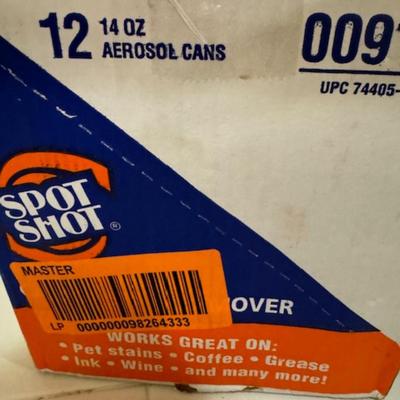 12 14 OZ
AEROSOL CANS
009
UPC 74405-
SPOT
SHOT®
MASTER
LP 000000098264333
OVER
WORKS GREAT ON:
• Pet stains • Coffee • Grease
• Ink • Wine • and many more!